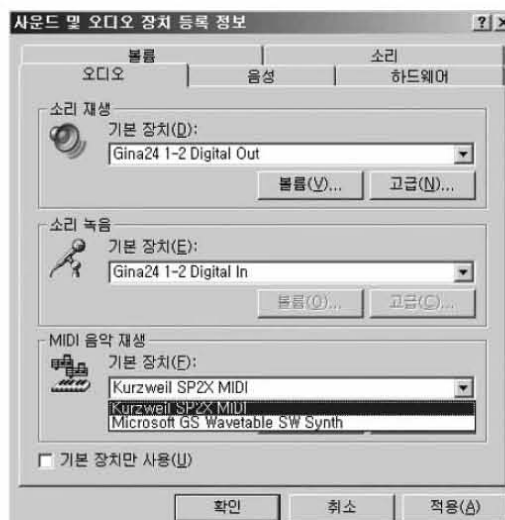 사운드 및 오디오 장치 등록 정보
볼륨 소리
오디오 음성 하드웨어
소리 재생
기본 장치(D):
Gina24 1-2 Digital Out
볼륨(V)... 고급(N)...
소리 녹음
기본 장치(E):
Gina24 1-2 Digital In
볼륨(O)... 고급(C)...
MIDI 음악 재생
기본 장치(F):
Kurzweil SP2X MIDI
Kurzweil SP2X MIDI
Microsoft GS Wavetable SW Synth
기본 장치만 사용(U)
확인 취소 적용(A)